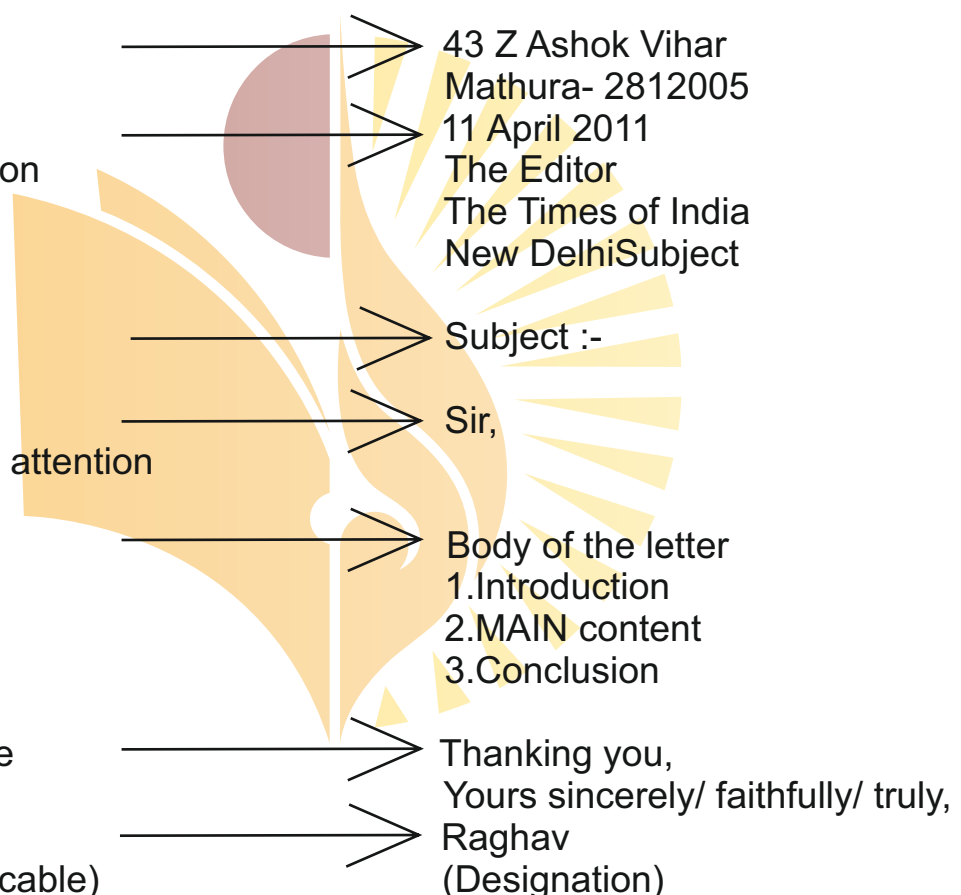 43 Z Ashok Vihar
Mathura- 2812005
11 April 2011
on
The Editor
The Times of India
New DelhiSubject
Subject :-
Sir,
attention
Body of the letter
1.Introduction
2.MAIN content
3.Conclusion
e
Thanking you,
Yours sincerely/ faithfully/ truly,
Raghav
cable)
(Designation)